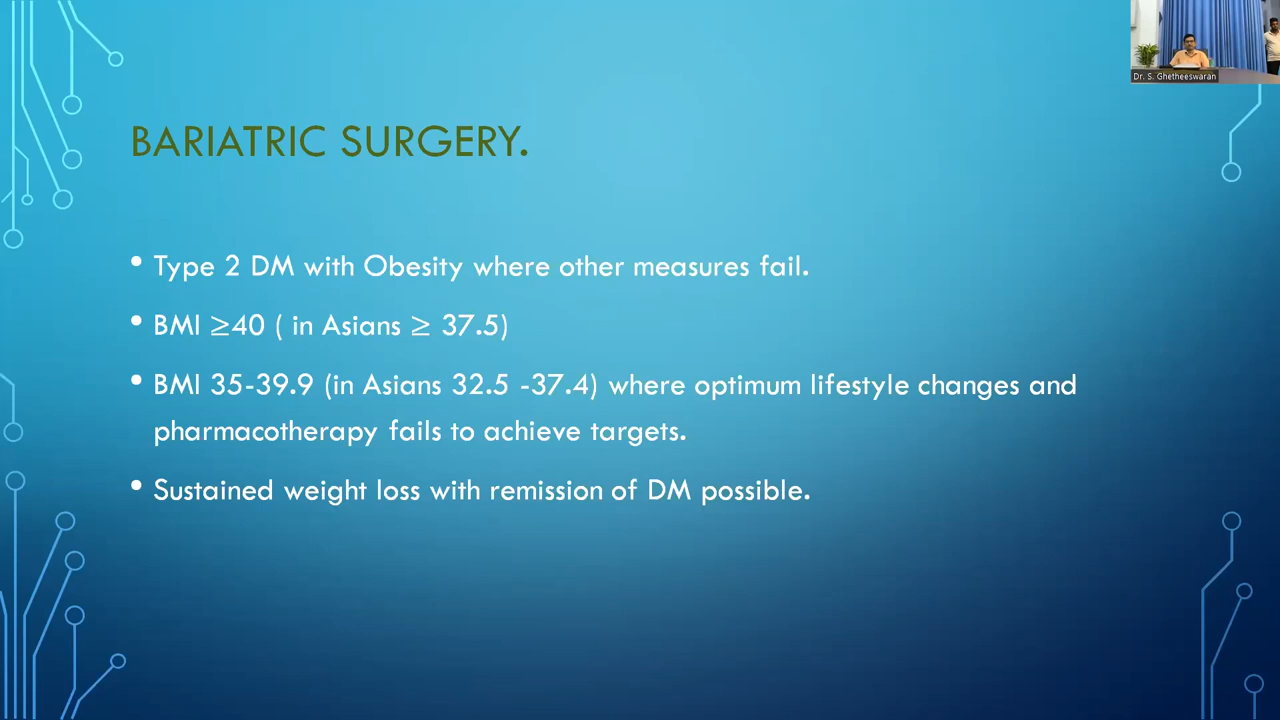 Dr. S. Ghetheeswaran
BARIATRIC SURGERY.
• Type 2 DM with Obesity where other measures fail.
• BMI ≥40 ( in Asians ≥ 37.5)
• BMI 35-39.9 (in Asians 32.5 -37.4) where optimum lifestyle changes and
pharmacotherapy fails to achieve targets.
• Sustained weight loss with remission of DM possible.